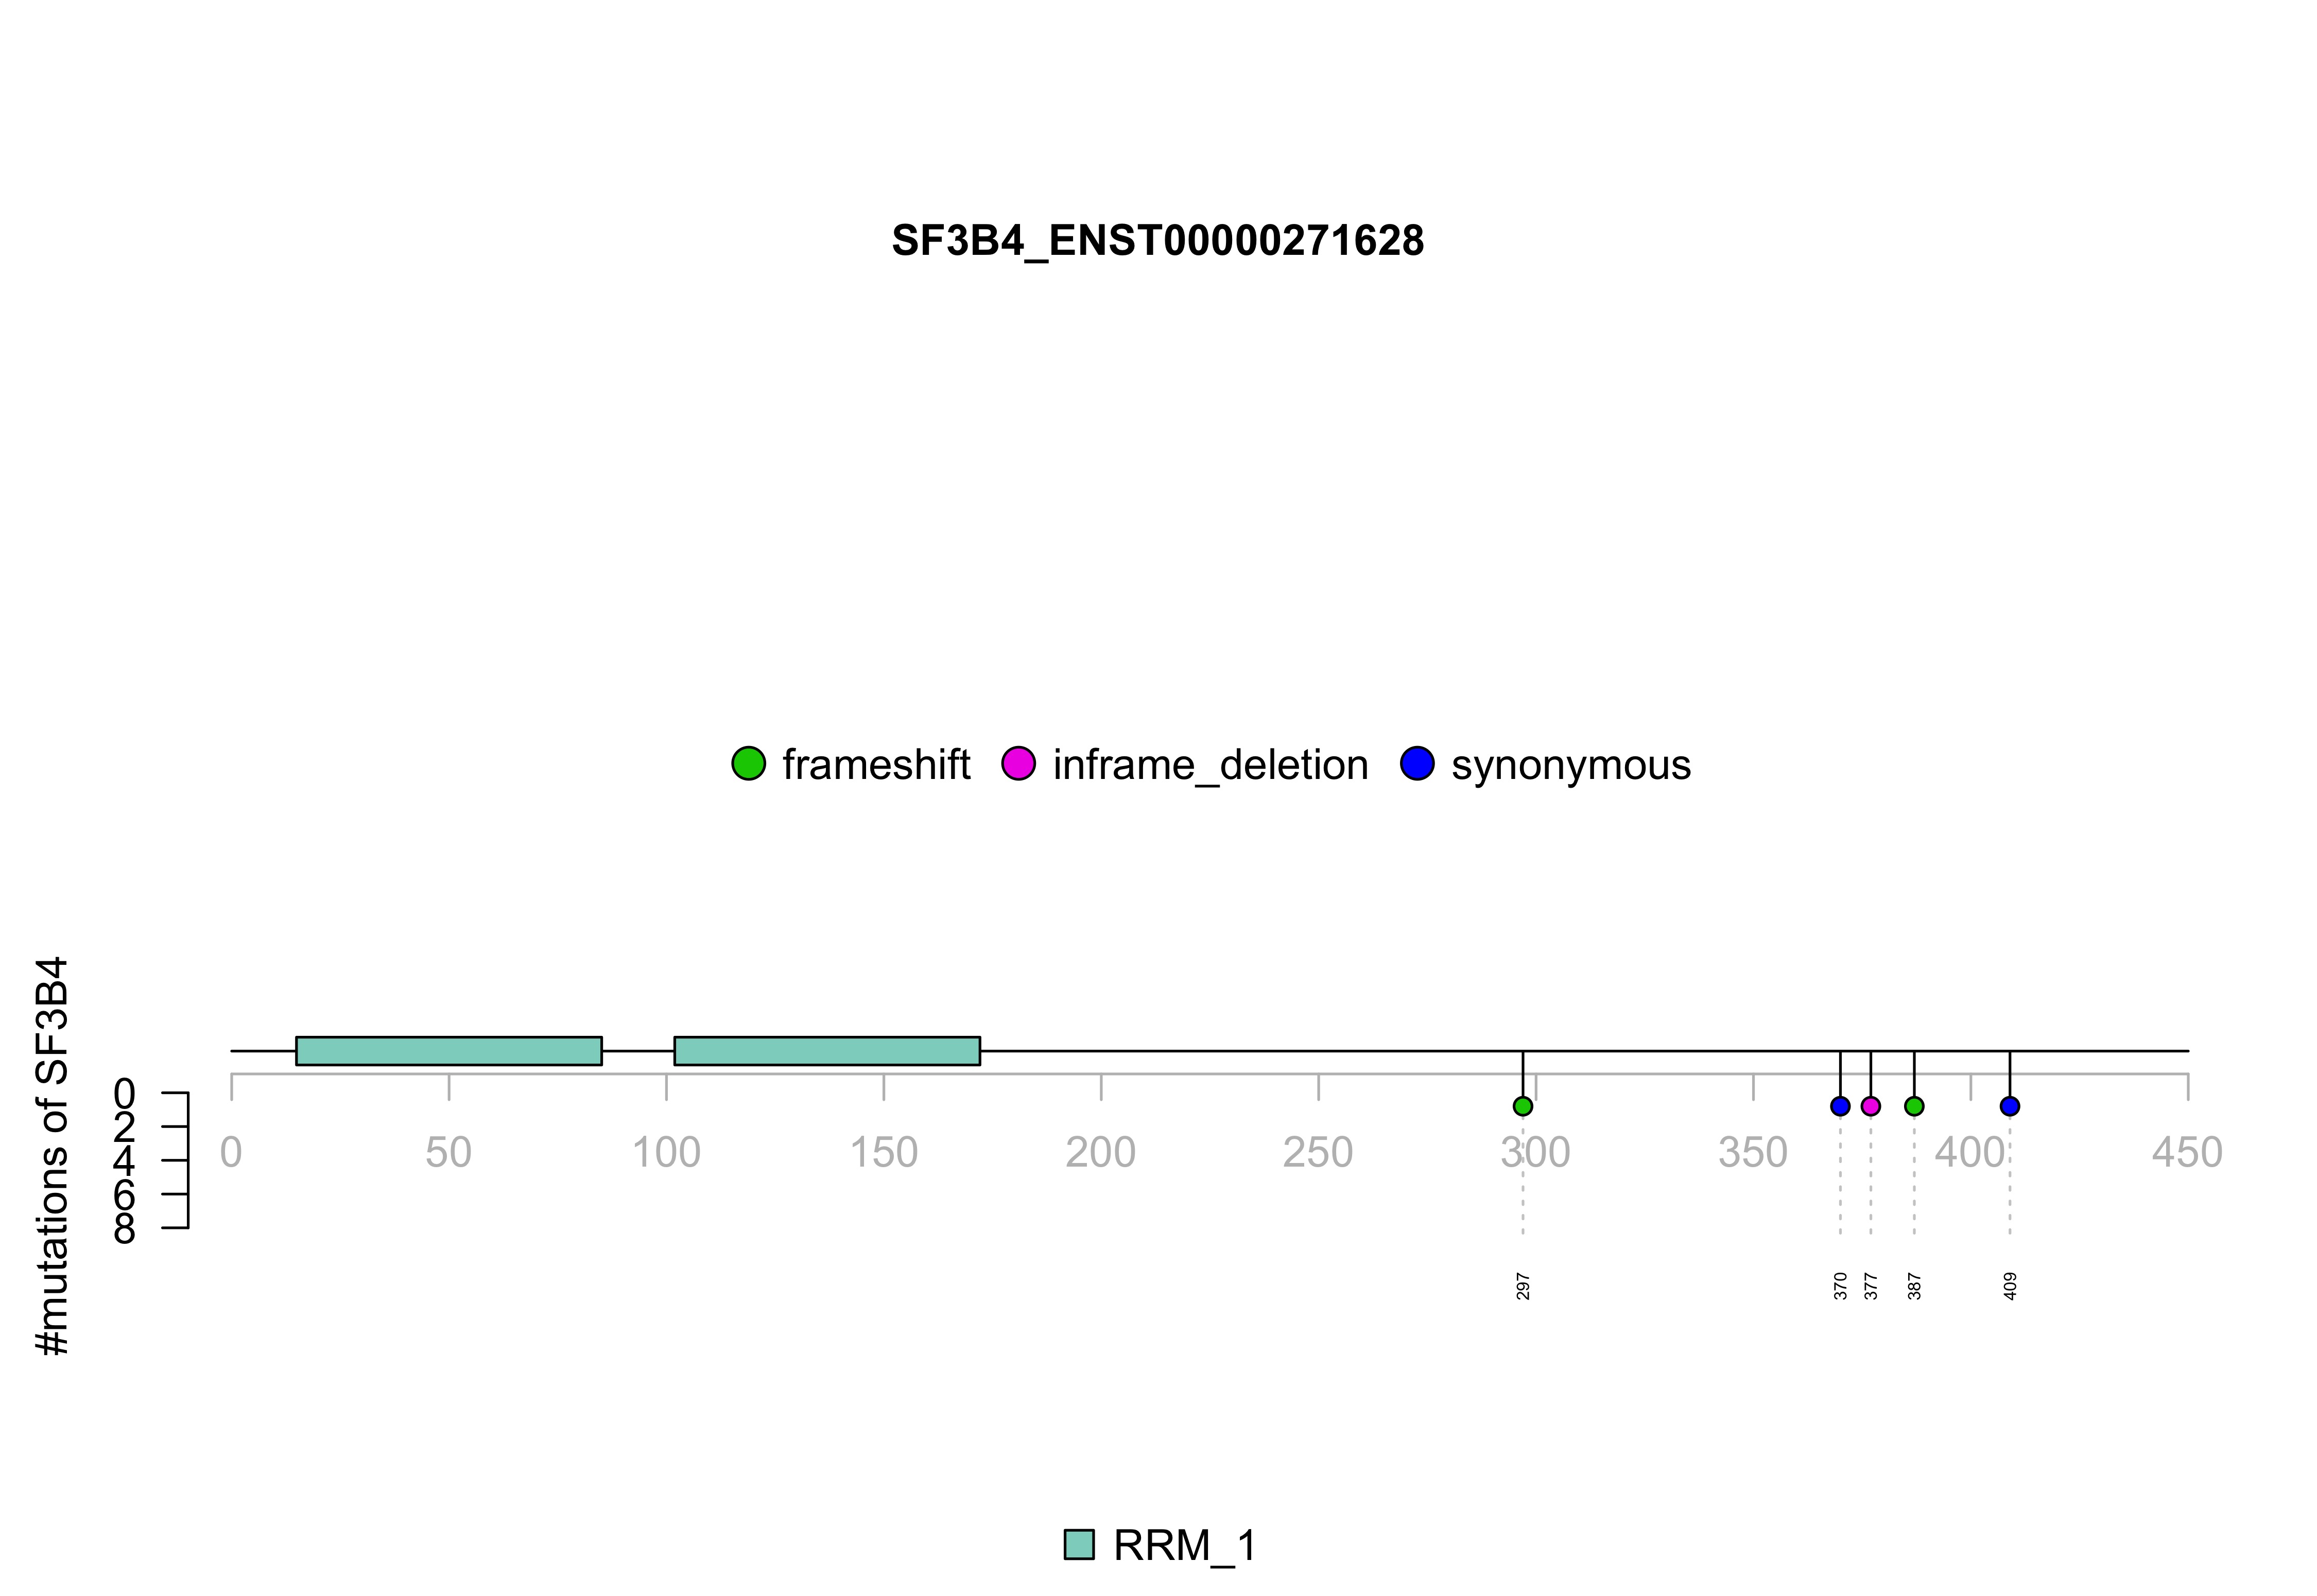 SF3B4_ENST00000271628
frameshift inframe_deletion synonymous
#mutations of SF3B4
0
2
4
6
8
0 50 100 150 200 250 300 350 400 450
297 370 377 387 409
RRM_1